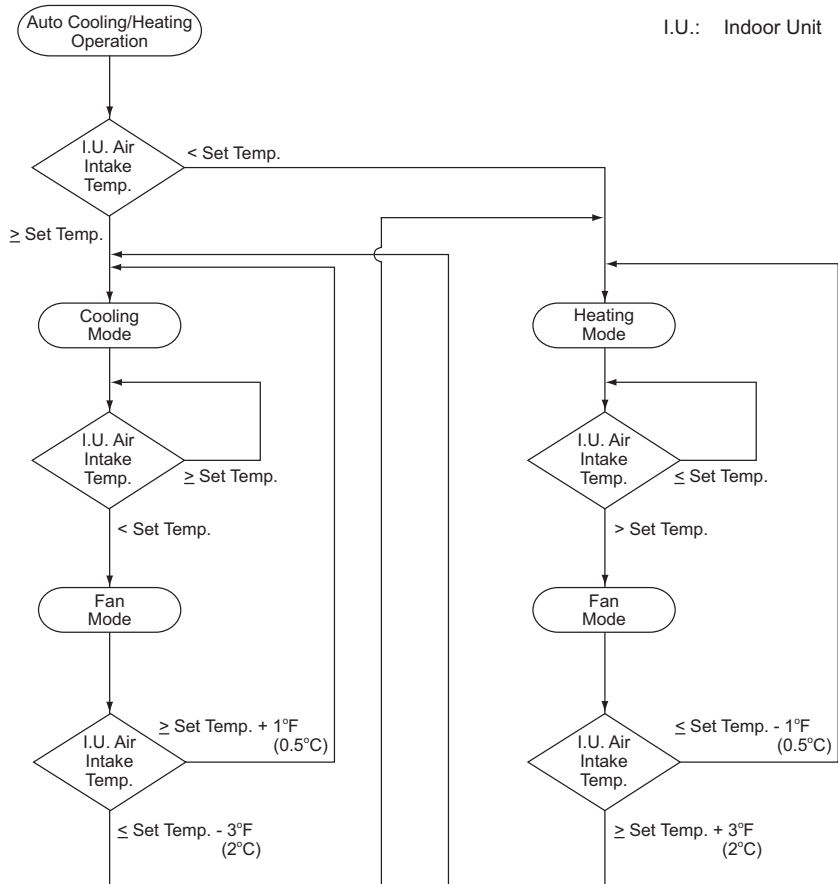 Auto Cooling/Heating
Operation
I.U.: Indoor Unit
I.U. Air
Intake
Temp.
< Set Temp.
≥ Set Temp.
Cooling
Mode
Heating
Mode
I.U. Air
Intake
Temp.
≥ Set Temp.
< Set Temp.
I.U. Air
Intake
Temp.
≤ Set Temp.
> Set Temp.
Fan
Mode
Fan
Mode
I.U. Air
Intake
Temp.
≥ Set Temp. + 1°F
(0.5°C)
≤ Set Temp. - 3°F
(2°C)
I.U. Air
Intake
Temp.
≤ Set Temp. - 1°F
(0.5°C)
≥ Set Temp. + 3°F
(2°C)